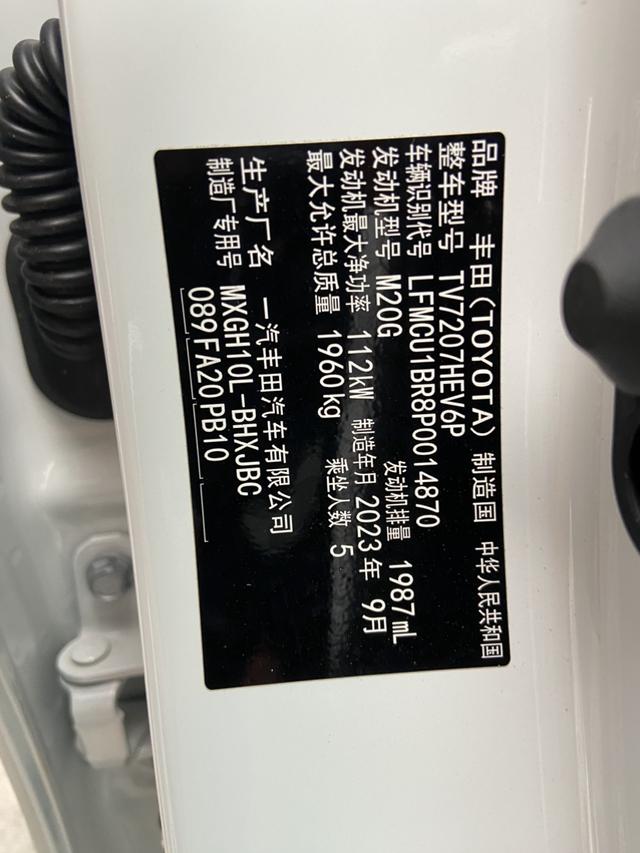 品牌 丰田(TOYOTA) 制造国 中华人民共和国
整车型号 TV7207HEV6P
车辆识别代号 LFMCU1BR8P0014870
发动机型号 M20G 发动机排量 1987mL
发动机最大净功率 112kW 制造年月 2023年 9月
最大允许总质量 1960kg 乘坐人数 5
生产厂名 一汽丰田汽车有限公司
制造厂专用号 MXGH10L-BHXJBC
089 FA20 PB10